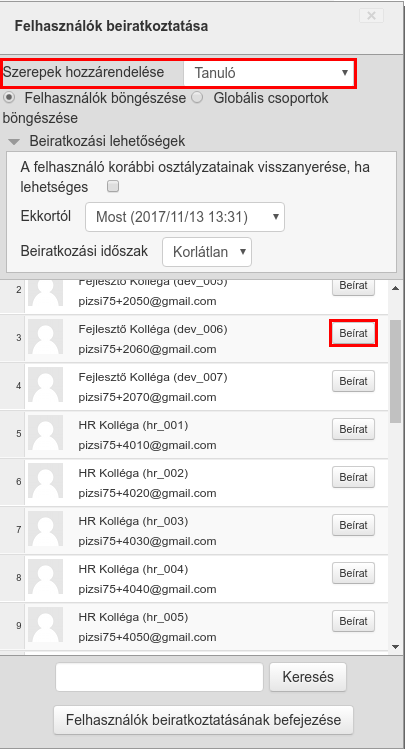 Felhasználók beiratkoztatása
Szerepek hozzárendelése Tanuló
Felhasználók böngészése Globális csoportok
böngészése
Beiratkozási lehetőségek
A felhasználó korábbi osztályzatainak visszanyerése, ha
lehetséges
Ekkortól Most (2017/11/13 13:31)
Beiratkozási időszak Korlátlan
2 Fejlesztő Kolléga (dev_005) Beírat
pizsi75+2050@gmail.com
3 Fejlesztő Kolléga (dev_006) Beírat
pizsi75+2060@gmail.com
4 Fejlesztő Kolléga (dev_007) Beírat
pizsi75+2070@gmail.com
5 HR Kolléga (hr_001) Beírat
pizsi75+4010@gmail.com
6 HR Kolléga (hr_002) Beírat
pizsi75+4020@gmail.com
7 HR Kolléga (hr_003) Beírat
pizsi75+4030@gmail.com
8 HR Kolléga (hr_004) Beírat
pizsi75+4040@gmail.com
9 HR Kolléga (hr_005) Beírat
pizsi75+4050@gmail.com
Keresés
Felhasználók beiratkoztatásának befejezése